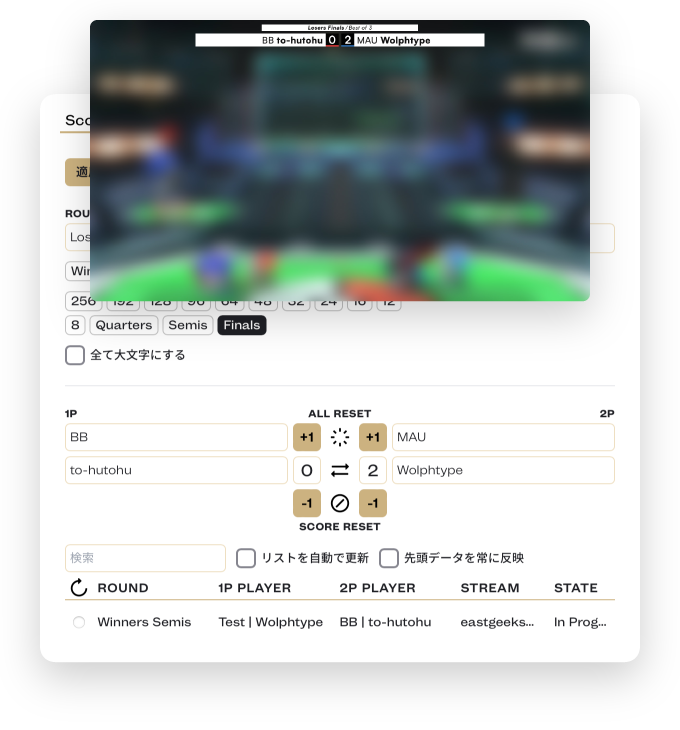 Losers Finals / Best of 3
BB to-hutohu 0 2 MAU Wolphtype
Sco
適
ROU
Los
Win
256 192 128 96 64 48 32 24 16 12
8 Quarters Semis Finals
全て大文字にする
1P ALL RESET 2P
BB +1 +1 MAU
to-hutohu 0 2 Wolphtype
-1 -1
SCORE RESET
検索 リストを自動で更新 先頭データを常に反映
ROUND 1P PLAYER 2P PLAYER STREAM STATE
Winners Semis Test | Wolphtype BB | to-hutohu eastgeeks... In Prog...